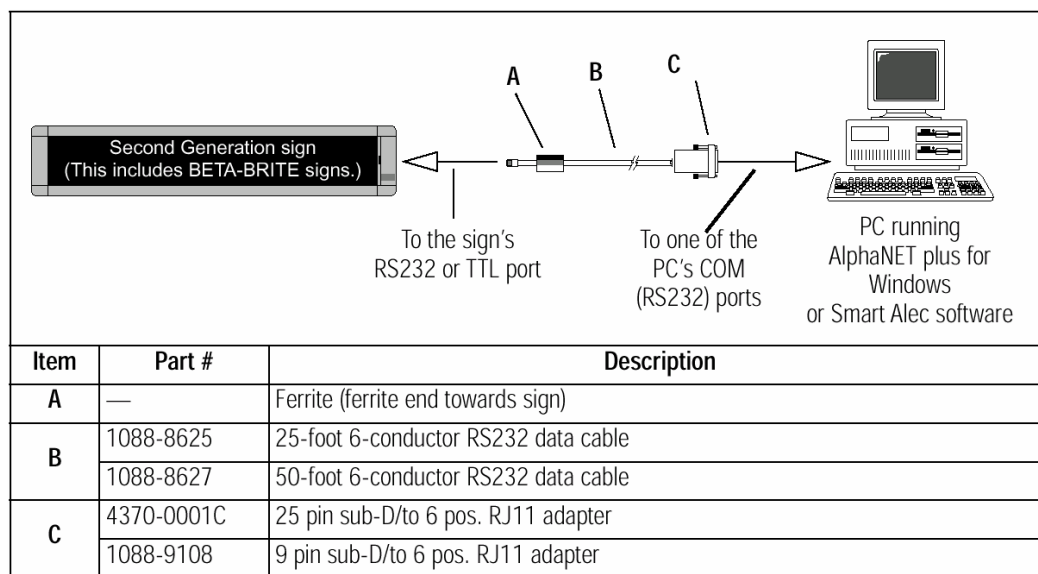 A
B
C
Second Generation sign
(This includes BETA-BRITE signs.)
To the sign's
RS232 or TTL port
To one of the
PC's COM
(RS232) ports
PC running
AlphaNET plus for
Windows
or Smart Alec software
Item Part # Description
A — Ferrite (ferrite end towards sign)
B 1088-8625 25-foot 6-conductor RS232 data cable
1088-8627 50-foot 6-conductor RS232 data cable
C 4370-0001C 25 pin sub-D/to 6 pos. RJ11 adapter
1088-9108 9 pin sub-D/to 6 pos. RJ11 adapter